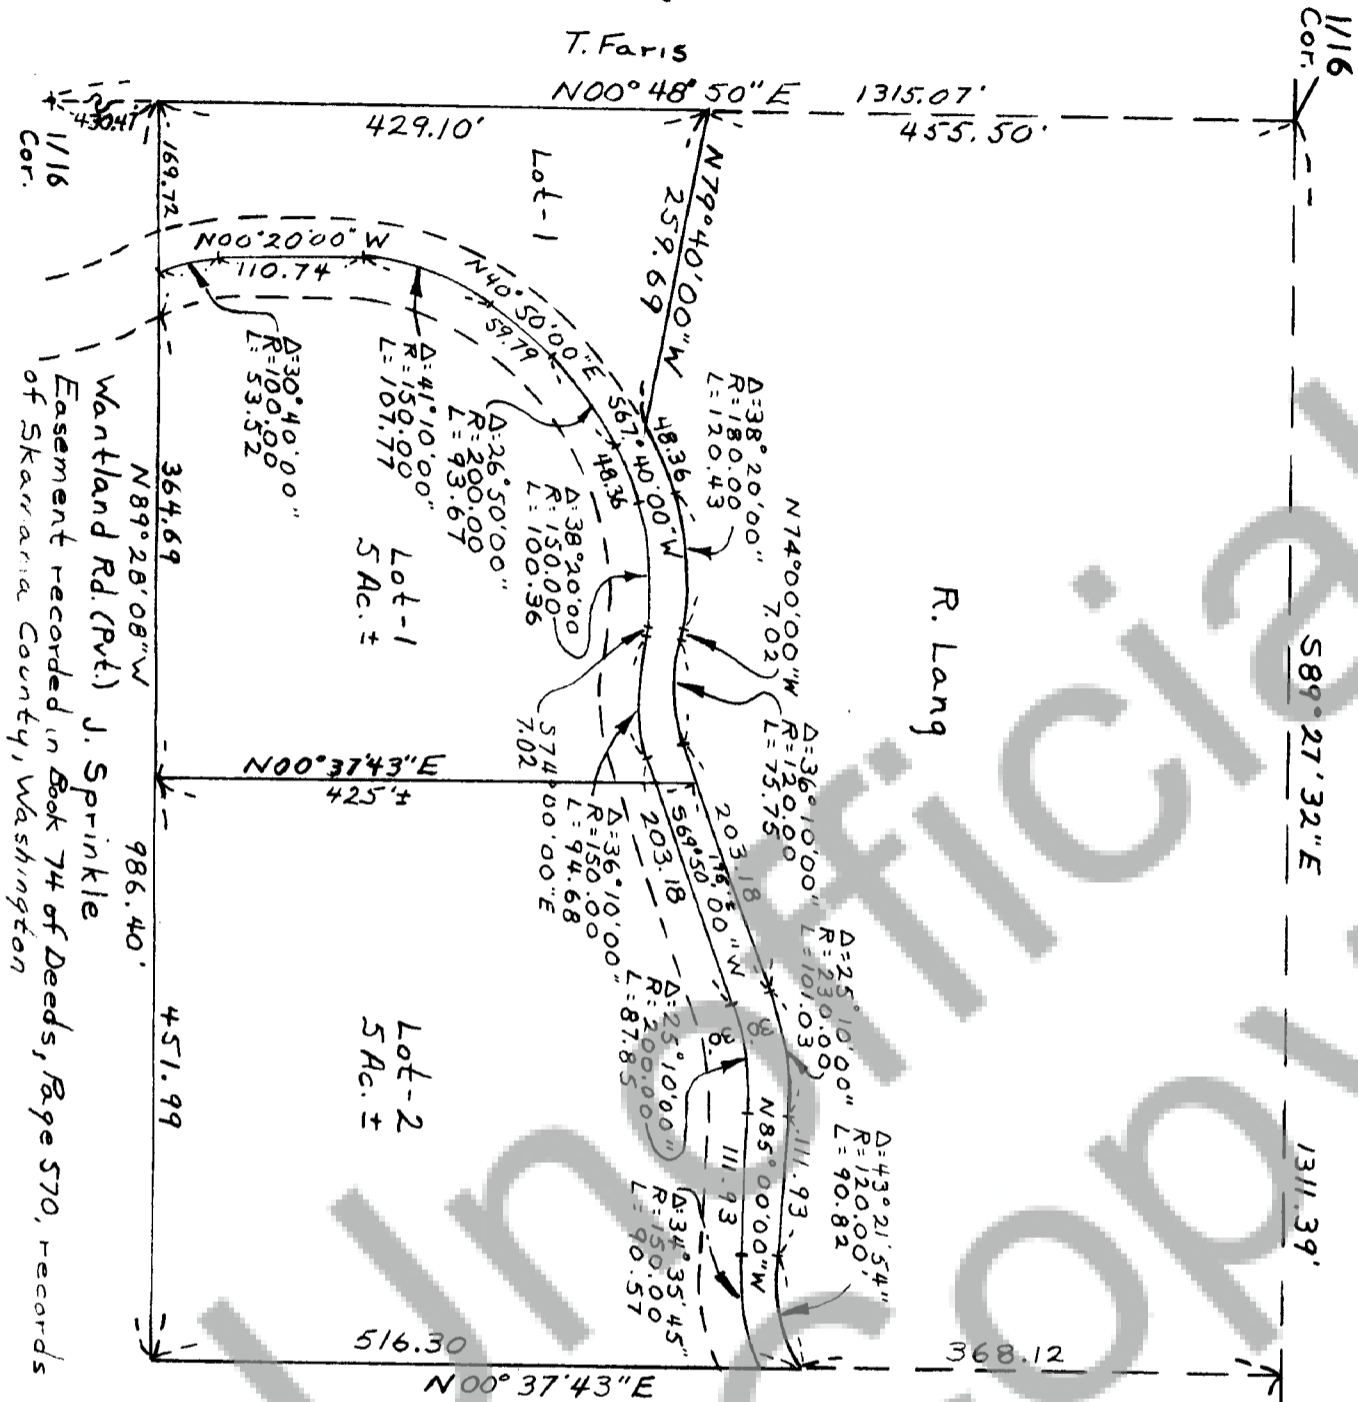 1/16
Cor.
T. Faris
N00°48'50"E
1315.07'
429.10'
455.50'
430.47
1/16
Cor.
169.72
Lot-1
N79°40'00"W
259.69
N00°20'00"W
110.74
N40°50'00"E
59.79
Δ=30°40'00"
R=100.00
L=53.52
Δ=41°10'00"
R=150.00
L=107.77
Δ=26°50'00"
R=200.00
L=93.67
S67°40'00"W
48.36
48.36
Δ=38°20'00"
R=180.00
L=120.43
Δ=38°20'00
R=150.00
L=100.36
N74°00'00"W
7.02
S74°00'00"E
7.02
Δ=36°10'00"
R=120.00
L=75.75
Δ=36°10'00"
R=150.00
L=94.68
R. Lang
S89°27'32"E
1311.39'
Lot-1
5 Ac. ±
364.69
N89°28'08"W
986.40'
Wantland Rd. (Pvt.) J. Sprinkle
Easement recorded in Book 74 of Deeds, Page 570, records
of Skamania County, Washington
N00°37'43"E
425'±
203.18
S69°50'00"W
203.18
Δ=25°10'00"
R=230.00
L=101.03
Δ=25°10'00"
R=200.00
L=87.85
30.
30.
N85°00'00"W
111.93
111.93
Δ=43°21'54"
R=120.00'
L=90.82
Δ=34°35'45"
R=150.00
L=90.57
Lot-2
5 Ac. ±
451.99
516.30
368.12
N00°37'43"E
Unofficial
Copy